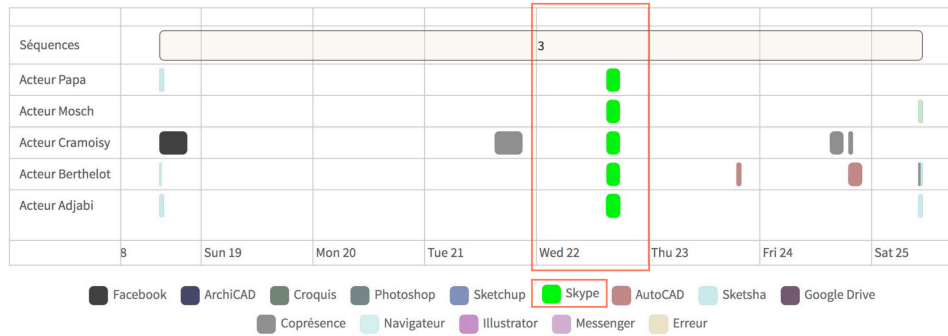 Séquences 3
Acteur Papa
Acteur Mosch
Acteur Cramoisy
Acteur Berthelot
Acteur Adjabi
8 Sun 19 Mon 20 Tue 21 Wed 22 Thu 23 Fri 24 Sat 25
Facebook ArchiCAD Croquis Photoshop Sketchup Skype AutoCAD Sketsha Google Drive
Coprésence Navigateur Illustrator Messenger Erreur